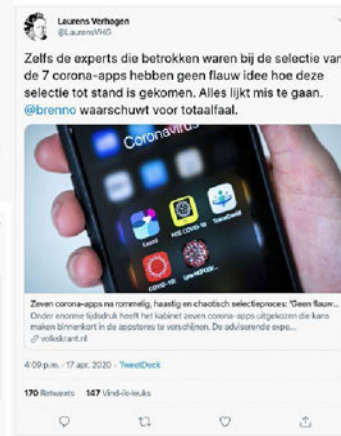 Laurens Verhagen
@LaurensVHG
Zelfs de experts die betrokken waren bij de selectie van
de 7 corona-apps hebben geen flauw idee hoe deze
selectie tot stand is gekomen. Alles lijkt mis te gaan.
@brenno waarschuwt voor totaalfaal.
Coronavirus
COVID-19
Zeven corona-apps na rommelig, haastig en chaotisch selectieproces: 'Geen flauw...
Onder enorme tijdsdruk heeft het kabinet zeven corona-apps uitgekozen die kans
maken binnenkort in de appstores te verschijnen. De adviserende expe...
volkskrant.nl
4:09 p.m. · 17 apr. 2020 · TweetDeck
170 Retweets 147 Vind-ik-leuks